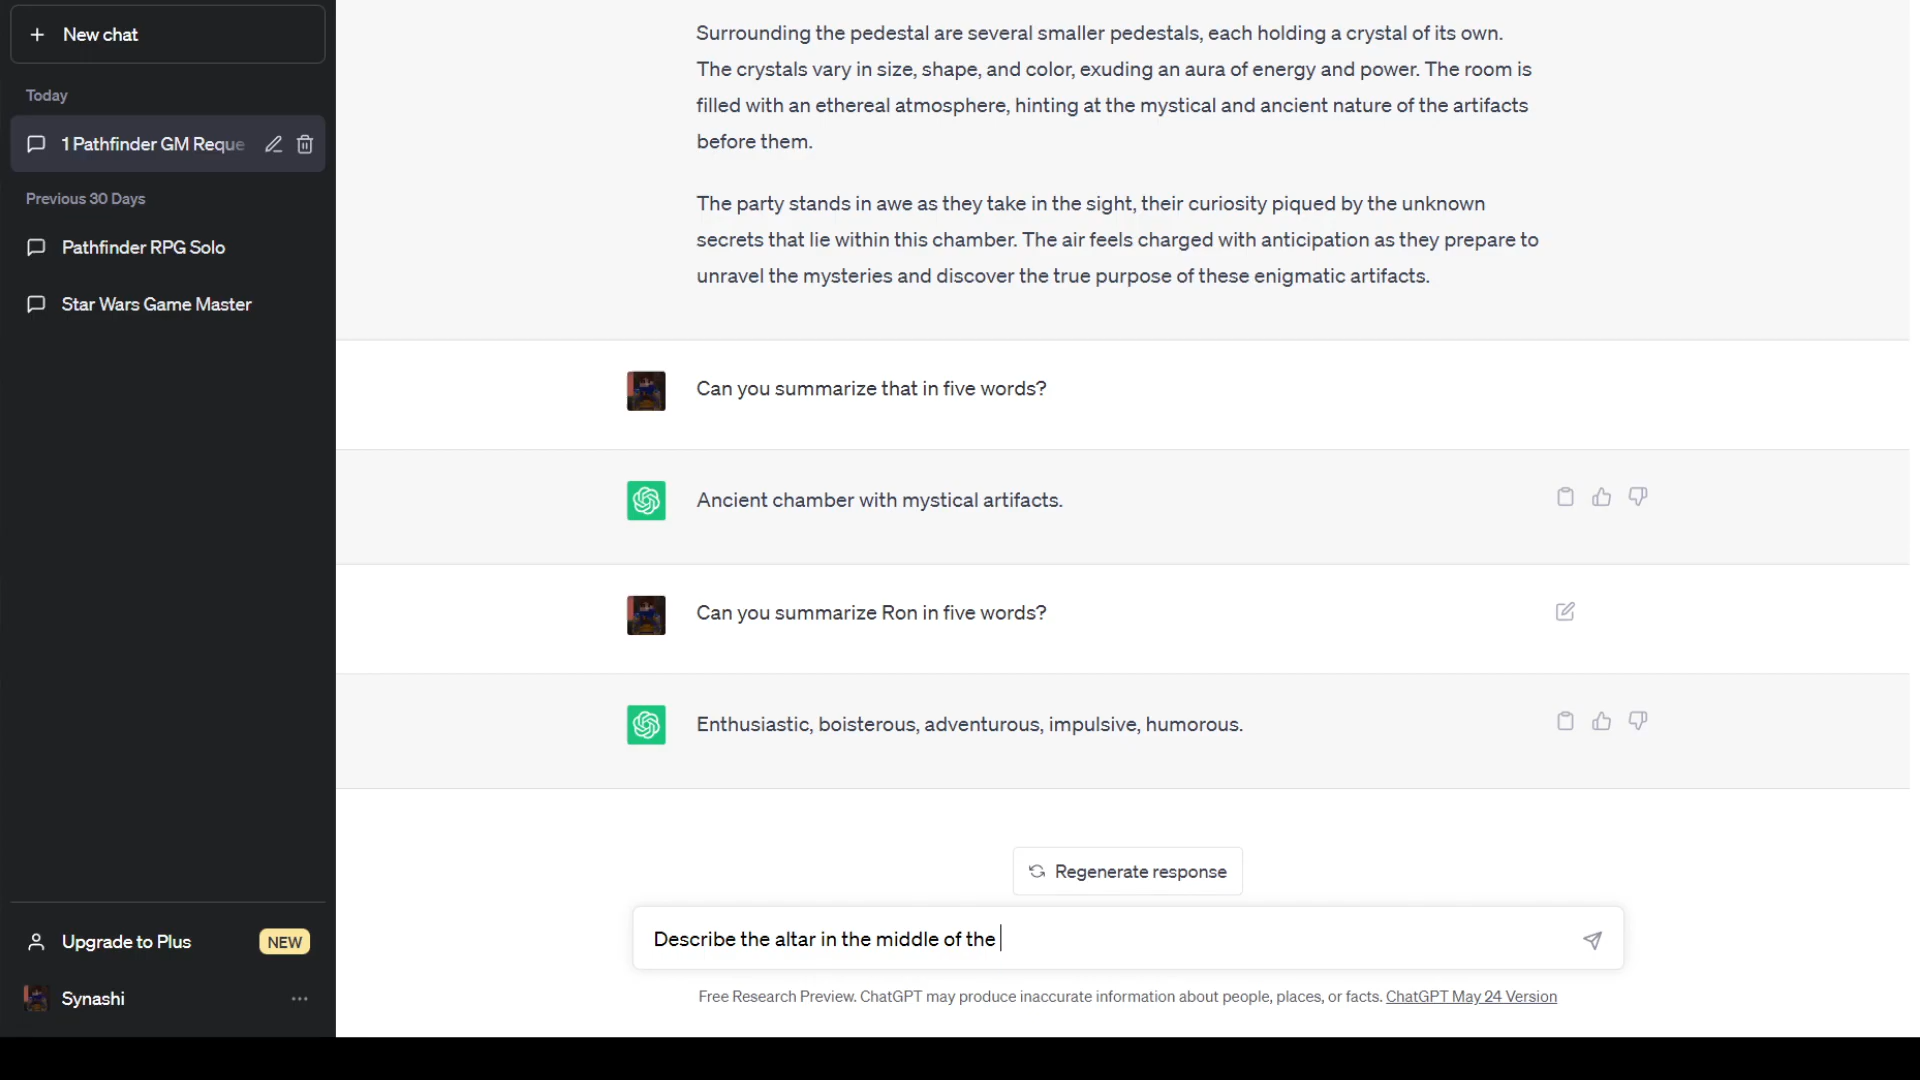 New chat
Today
1 Pathfinder GM Reque
Previous 30 Days
Pathfinder RPG Solo
Star Wars Game Master
Upgrade to Plus
NEW
Synashi
Surrounding the pedestal are several smaller pedestals, each holding a crystal of its own.
The crystals vary in size, shape, and color, exuding an aura of energy and power. The room is
filled with an ethereal atmosphere, hinting at the mystical and ancient nature of the artifacts
before them.
The party stands in awe as they take in the sight, their curiosity piqued by the unknown
secrets that lie within this chamber. The air feels charged with anticipation as they prepare to
unravel the mysteries and discover the true purpose of these enigmatic artifacts.
Can you summarize that in five words?
Ancient chamber with mystical artifacts.
Can you summarize Ron in five words?
Enthusiastic, boisterous, adventurous, impulsive, humorous.
Regenerate response
Describe the altar in the middle of the
Free Research Preview. ChatGPT may produce inaccurate information about people, places, or facts. ChatGPT May 24 Version